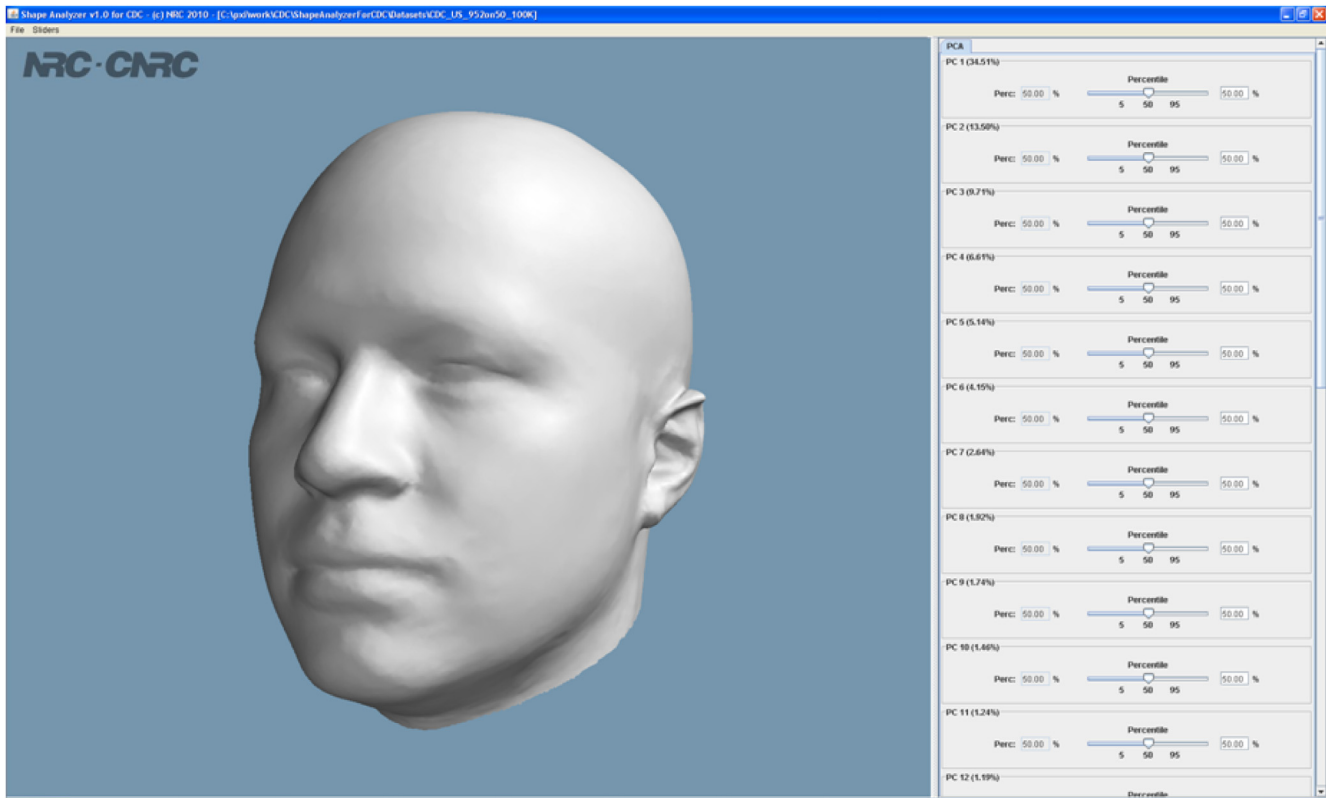 Shape Analyzer v1.0 for CDC - (c) NRC 2010 - [C:\pxi\work\CDC\ShapeAnalyzerForCDC\Datasets\CDC_US_952on50_100K]
File Sliders
NRC·CNRC
PCA
PC 1 (34.51%)
Percentile
Perc: 50.00 % 50.00 %
5 50 95
PC 2 (13.50%)
Percentile
Perc: 50.00 % 50.00 %
5 50 95
PC 3 (9.71%)
Percentile
Perc: 50.00 % 50.00 %
5 50 95
PC 4 (6.61%)
Percentile
Perc: 50.00 % 50.00 %
5 50 95
PC 5 (5.14%)
Percentile
Perc: 50.00 % 50.00 %
5 50 95
PC 6 (4.15%)
Percentile
Perc: 50.00 % 50.00 %
5 50 95
PC 7 (2.64%)
Percentile
Perc: 50.00 % 50.00 %
5 50 95
PC 8 (1.92%)
Percentile
Perc: 50.00 % 50.00 %
5 50 95
PC 9 (1.74%)
Percentile
Perc: 50.00 % 50.00 %
5 50 95
PC 10 (1.46%)
Percentile
Perc: 50.00 % 50.00 %
5 50 95
PC 11 (1.24%)
Percentile
Perc: 50.00 % 50.00 %
5 50 95
PC 12 (1.19%)
Percentile